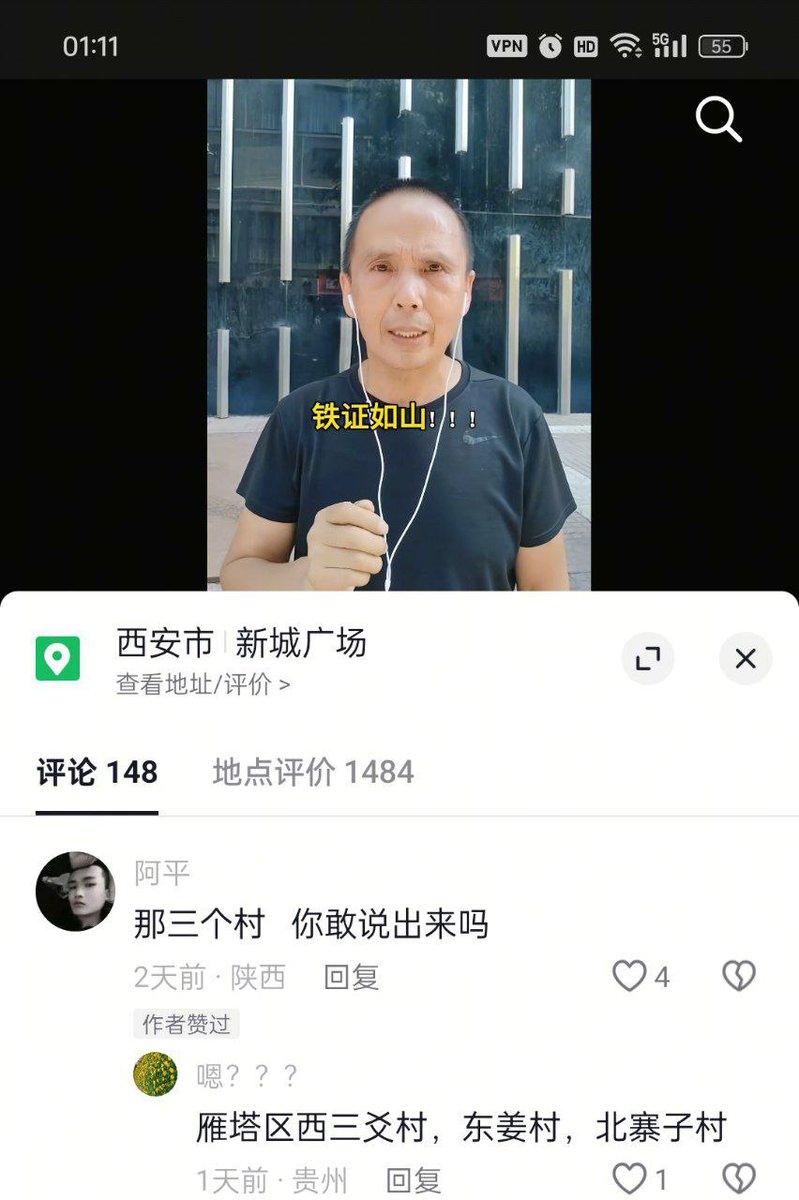 01:11
VPN HD 5G 55
铁证如山！！！
西安市 新城广场
查看地址/评价 >
评论 148 地点评价 1484
阿平
那三个村 你敢说出来吗
2天前 · 陕西 回复 4
作者赞过
嗯？？？
雁塔区西三爻村，东姜村，北寨子村
1天前 · 贵州 回复 1